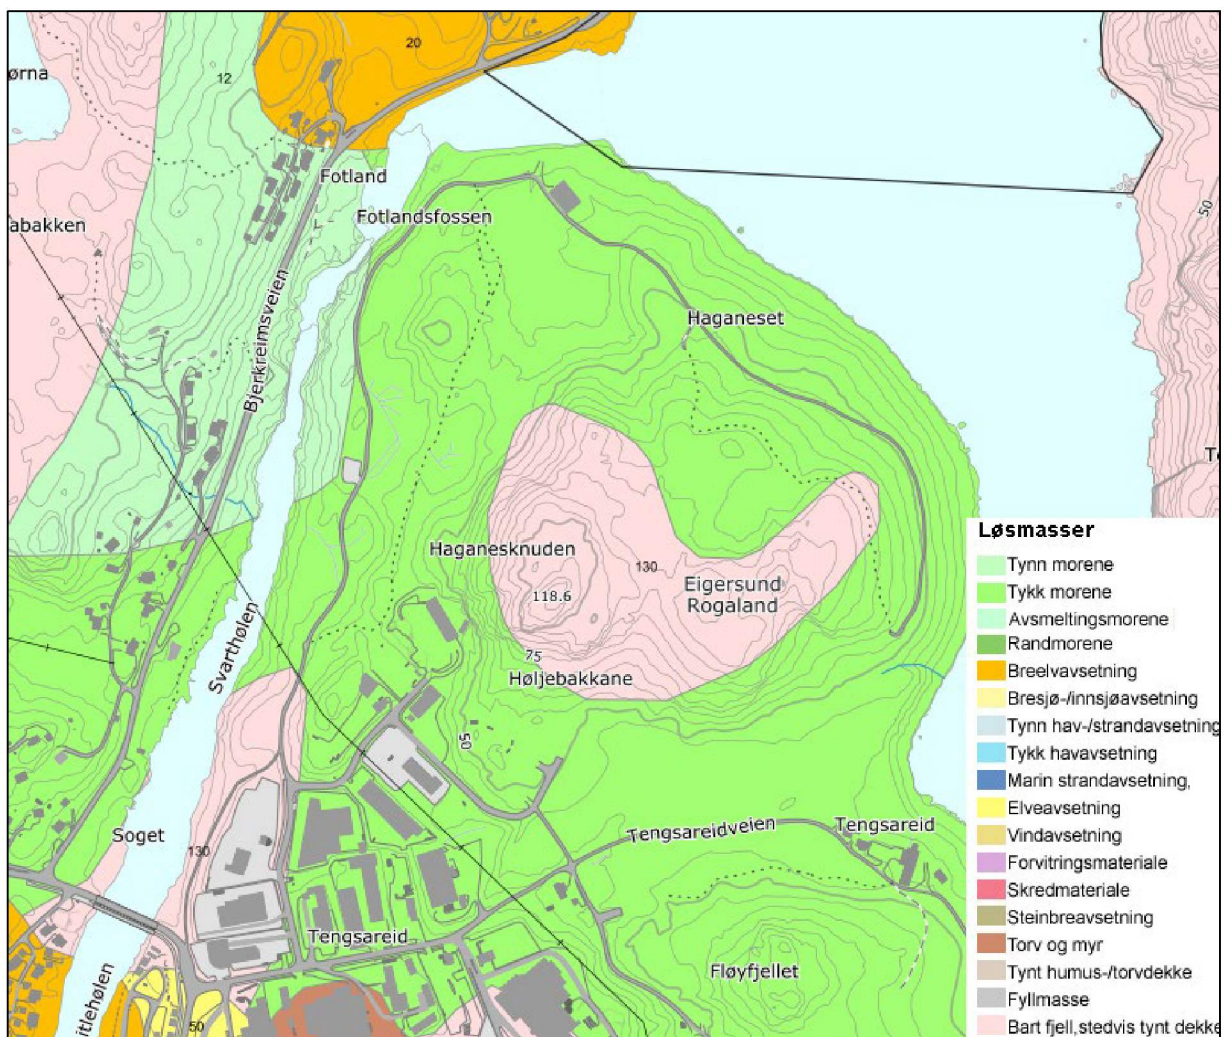 20
ørna
12
Fotland
Fotlandsfossen
abakken
50
Haganeset
Bjerkreimsveien
Haganesknuden
130
Eigersund
Rogaland
118.6
75
Høljebakkane
Svarthølen
50
Soget
130
Tengsareidveien
Tengsareid
Tengsareid
Fløyfjellet
itlehølen
50
Løsmasser
Tynn morene
Tykk morene
Avsmeltingsmorene
Randmorene
Breelvavsetning
Bresjø-/innsjøavsetning
Tynn hav-/strandavsetning
Tykk havavsetning
Marin strandavsetning,
Elveavsetning
Vindavsetning
Forvitringsmateriale
Skredmateriale
Steinbreavsetning
Torv og myr
Tynt humus-/torvdekke
Fyllmasse
Bart fjell,stedvis tynt dekke